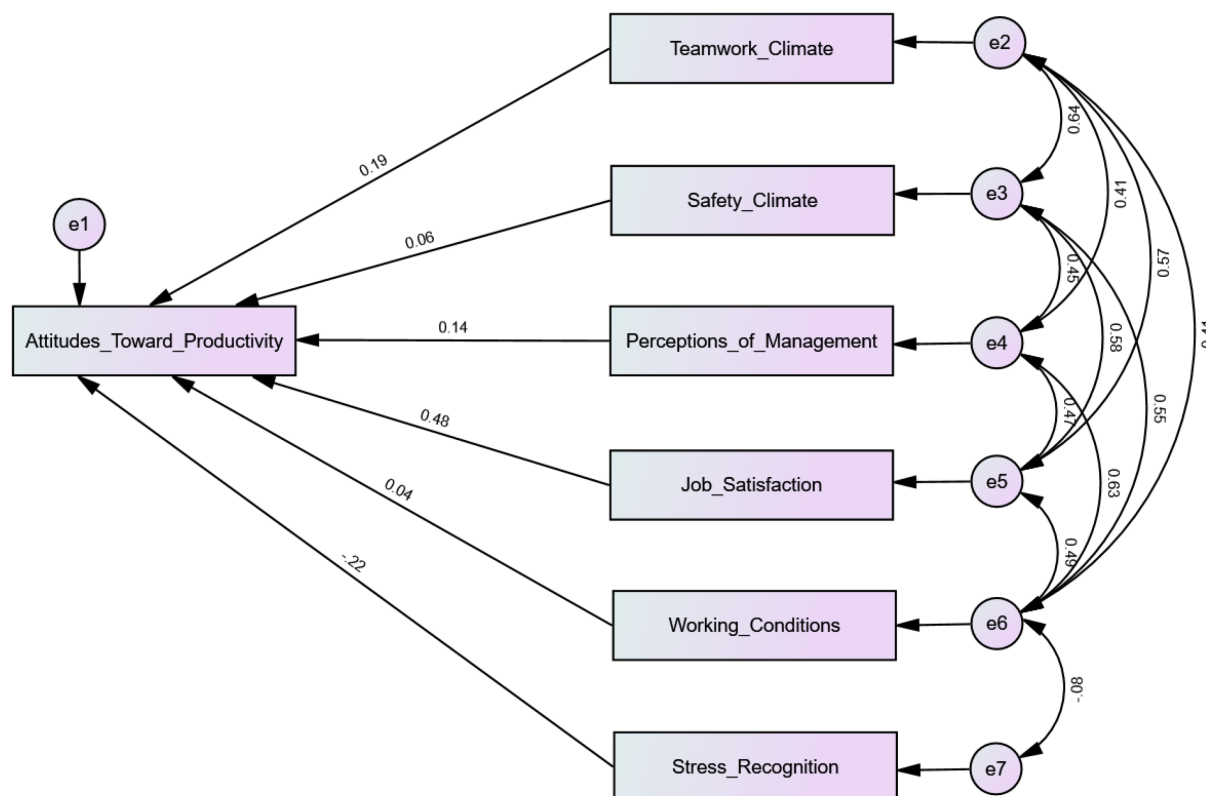 Teamwork_Climate
e2
0.64
0.19
0.41
Safety_Climate
e3
e1
0.06
0.45
0.57
Attitudes_Toward_Productivity
0.14
Perceptions_of_Management
e4
0.58
0.48
0.47
0.55
Job_Satisfaction
e5
0.04
0.63
0.49
-.22
Working_Conditions
e6
-.08
Stress_Recognition
e7